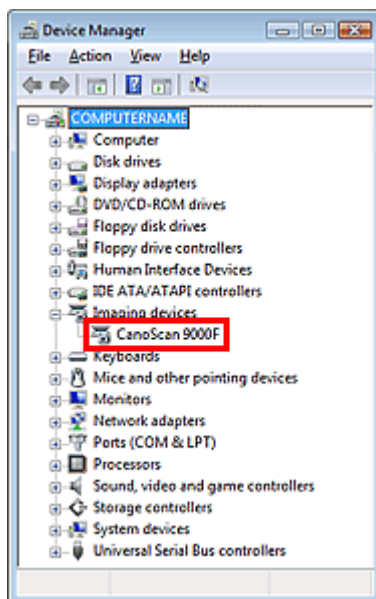 Device Manager
File Action View Help
COMPUTERNAME
Computer
Disk drives
Display adapters
DVD/CD-ROM drives
Floppy disk drives
Floppy drive controllers
Human Interface Devices
IDE ATA/ATAPI controllers
Imaging devices
CanoScan 9000F
Keyboards
Mice and other pointing devices
Monitors
Network adapters
Ports (COM & LPT)
Processors
Sound, video and game controllers
Storage controllers
System devices
Universal Serial Bus controllers